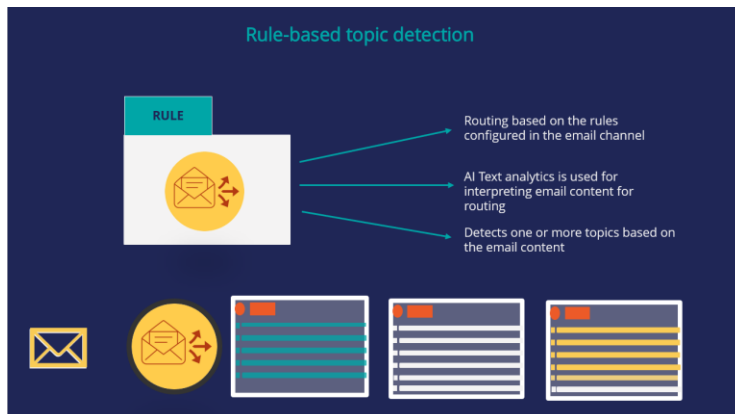 Rule-based topic detection
RULE
Routing based on the rules
configured in the email channel
AI Text analytics is used for
interpreting email content for
routing
Detects one or more topics based on
the email content